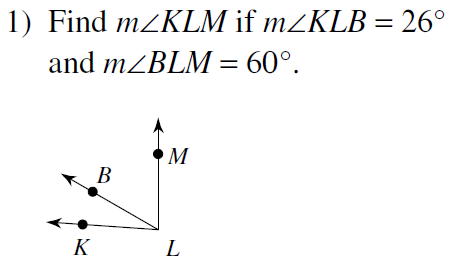 1) Find m∠KLM if m∠KLB = 26°
and m∠BLM = 60°.
M
B
K
L